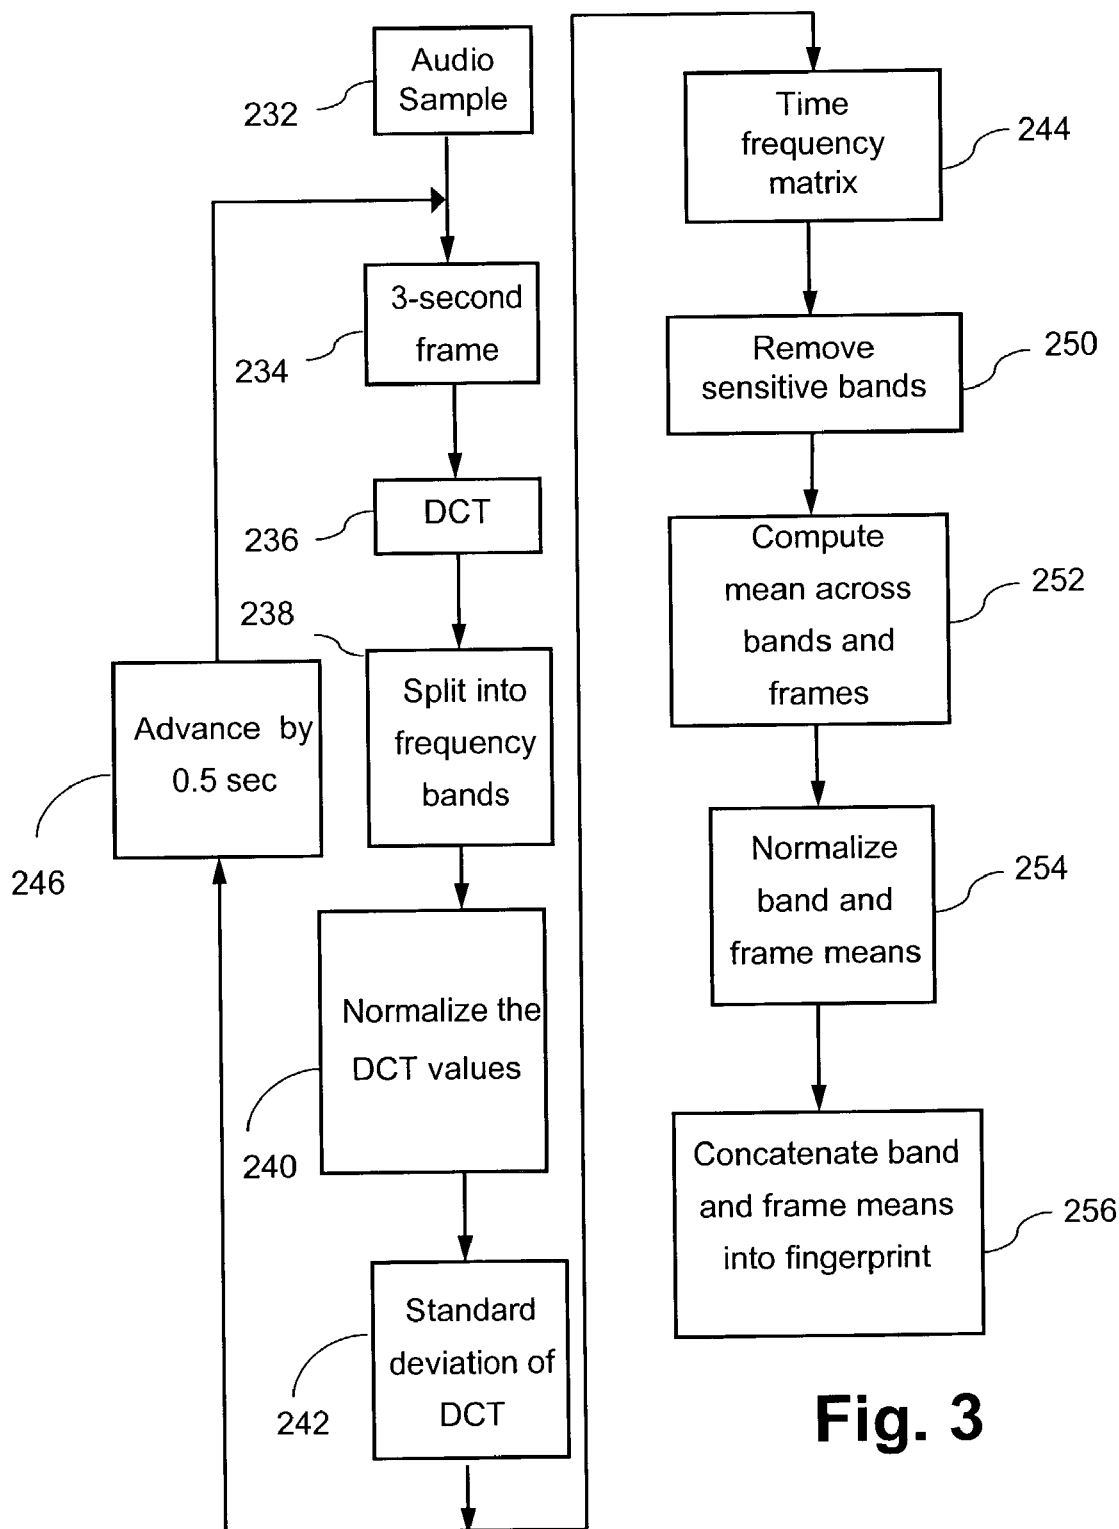 Audio
Sample
232
3-second
frame
234
DCT
236
238
Split into
frequency
bands
Advance by
0.5 sec
246
Normalize the
DCT values
240
Standard
deviation of
DCT
242
Time
frequency
matrix
244
Remove
sensitive bands
250
Compute
mean across
bands and
frames
252
Normalize
band and
frame means
254
Concatenate band
and frame means
into fingerprint
256
Fig. 3